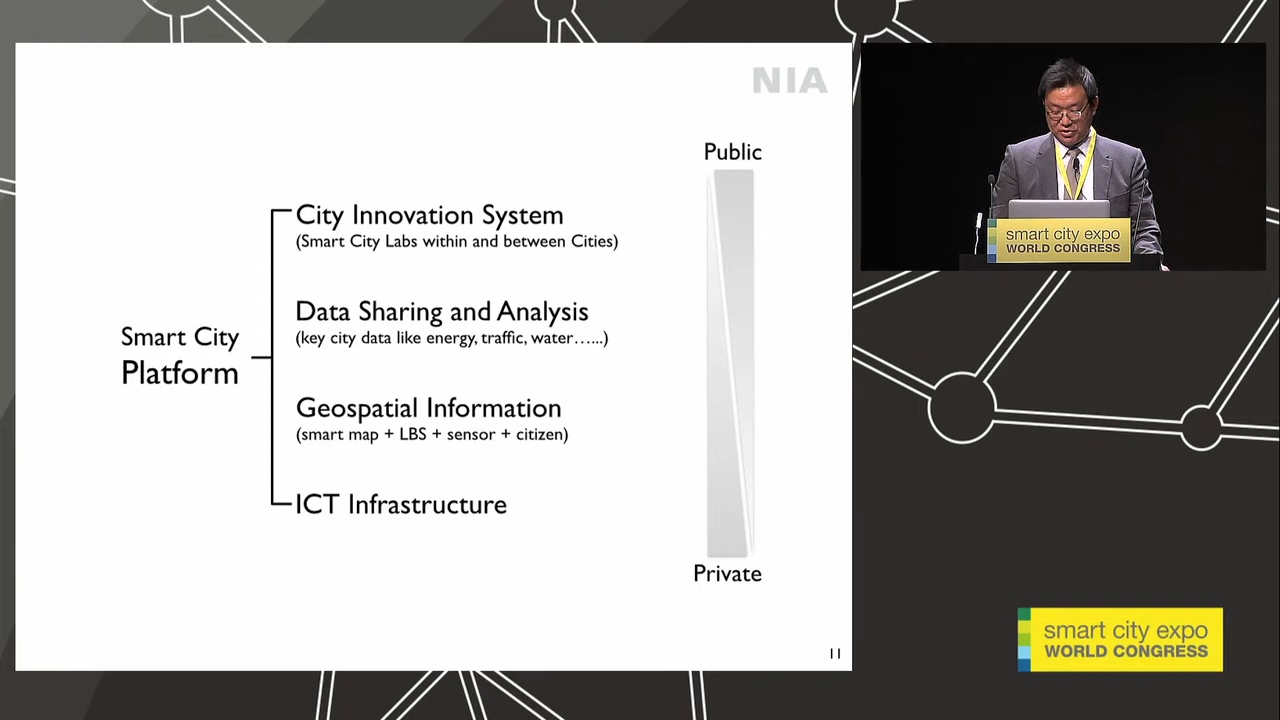 NIA
Public
City Innovation System
(Smart City Labs within and between Cities)
Data Sharing and Analysis
(key city data like energy, traffic, water…...)
Smart City
Platform
Geospatial Information
(smart map + LBS + sensor + citizen)
ICT Infrastructure
Private
11
smart city expo
WORLD CONGRESS
smart city expo
WORLD CONGRESS